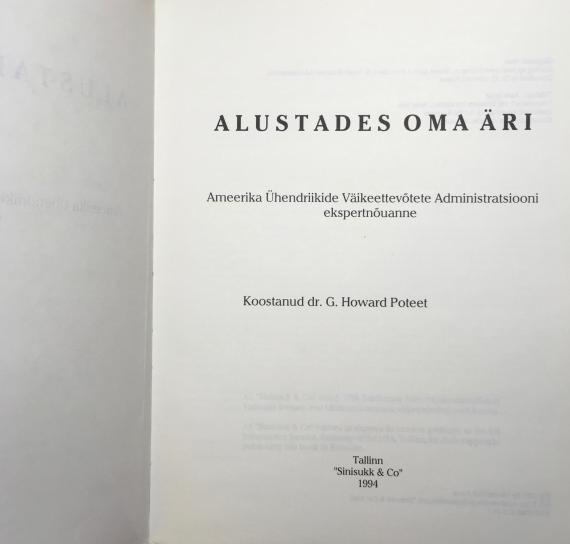 ALUSTADES OMA ÄRI
Ameerika Ühendriikide Väikeettevõtete Administratsiooni
ekspertnõuanne
Koostanud dr. G. Howard Poteet
Tallinn
"Sinisukk & Co"
1994